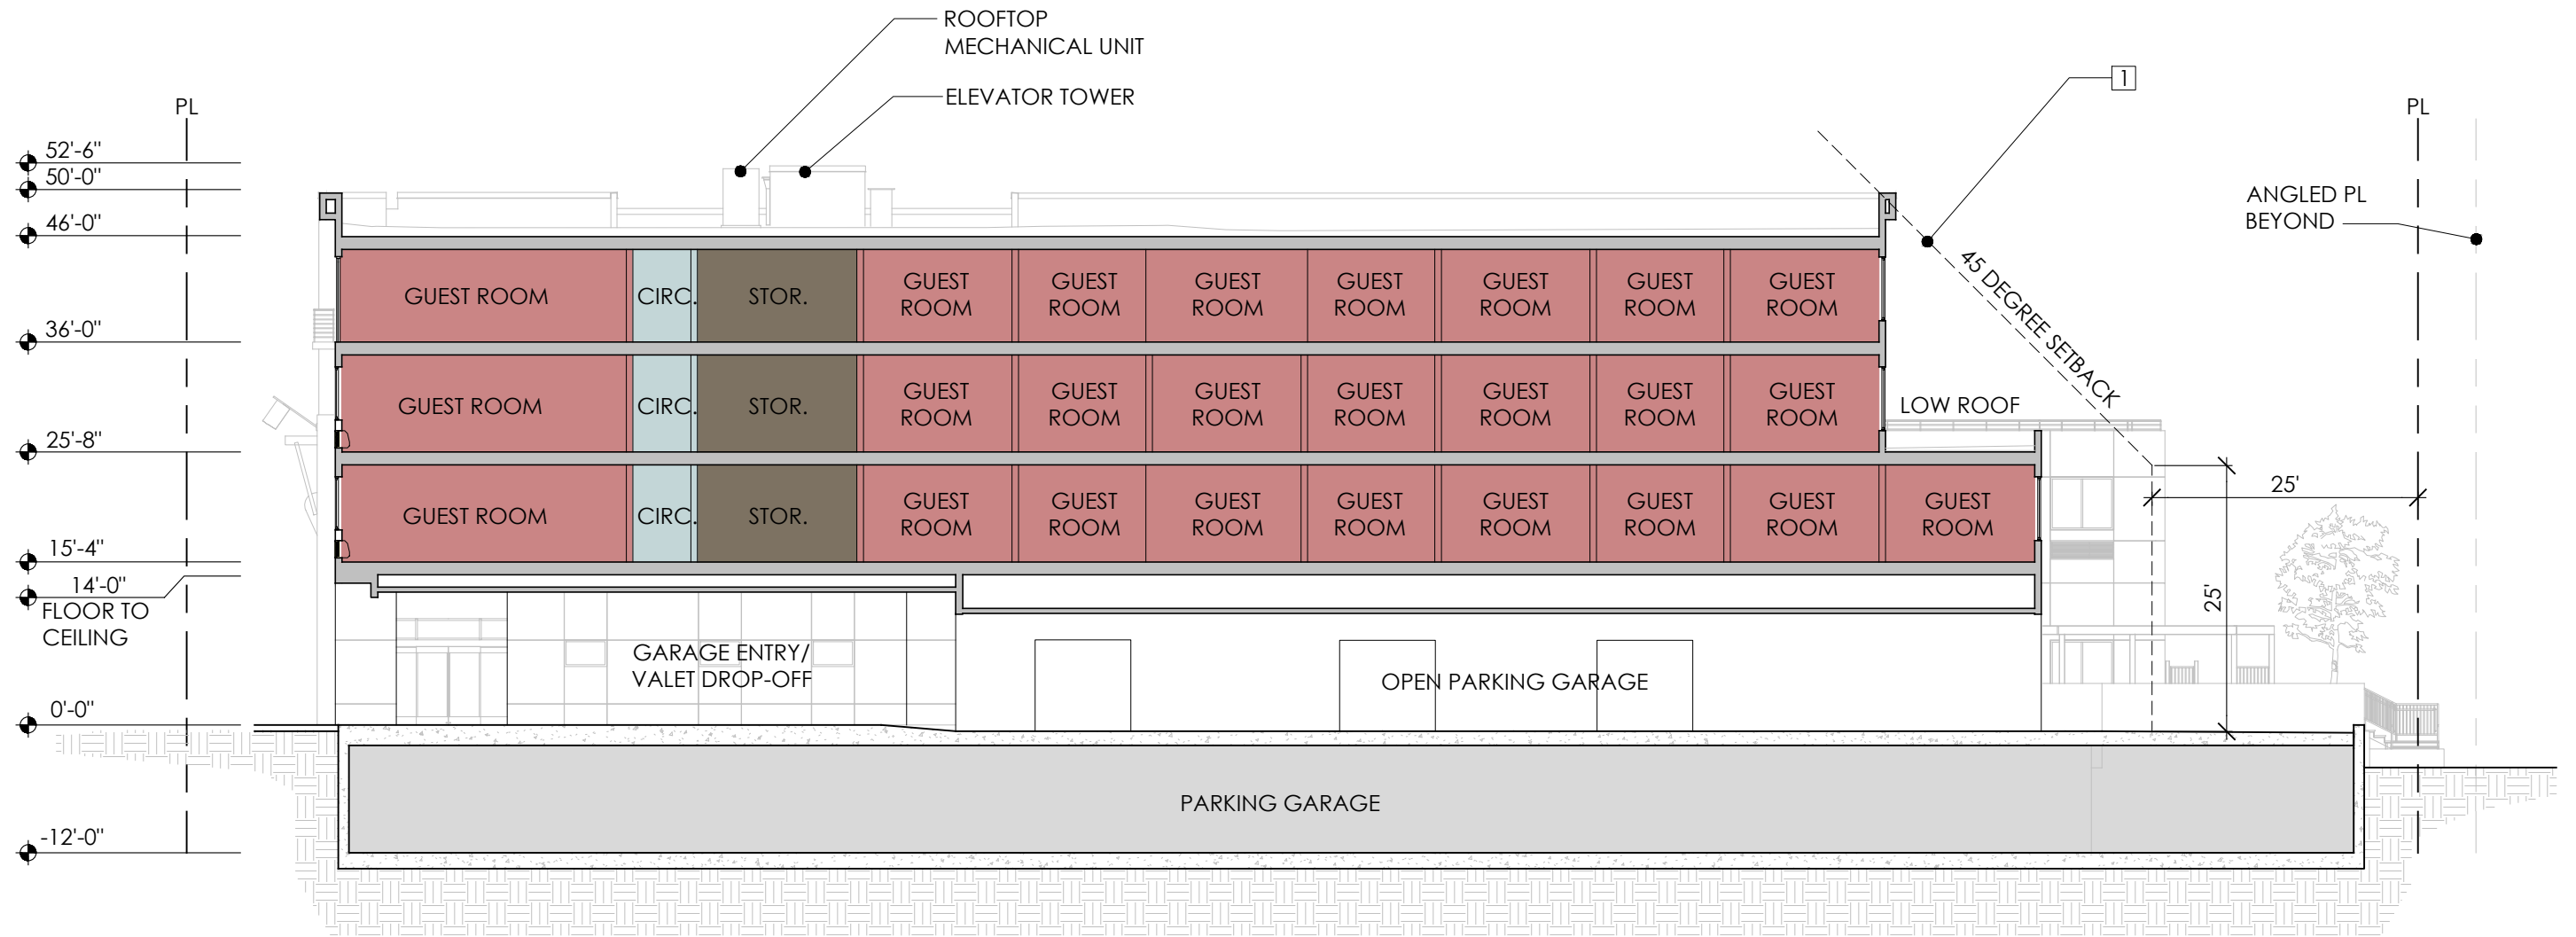 ROOFTOP
MECHANICAL UNIT
ELEVATOR TOWER
1
PL
PL
52'-6"
50'-0"
46'-0"
36'-0"
25'-8"
15'-4"
14'-0"
FLOOR TO
CEILING
0'-0"
-12'-0"
ANGLED PL
BEYOND
45 DEGREE SETBACK
LOW ROOF
25'
25'
GUEST ROOM
CIRC.
STOR.
GUEST
ROOM
GUEST
ROOM
GUEST
ROOM
GUEST
ROOM
GUEST
ROOM
GUEST
ROOM
GUEST
ROOM
GUEST ROOM
CIRC.
STOR.
GUEST
ROOM
GUEST
ROOM
GUEST
ROOM
GUEST
ROOM
GUEST
ROOM
GUEST
ROOM
GUEST
ROOM
GUEST ROOM
CIRC.
STOR.
GUEST
ROOM
GUEST
ROOM
GUEST
ROOM
GUEST
ROOM
GUEST
ROOM
GUEST
ROOM
GUEST
ROOM
GUEST
ROOM
GARAGE ENTRY/
VALET DROP-OFF
OPEN PARKING GARAGE
PARKING GARAGE